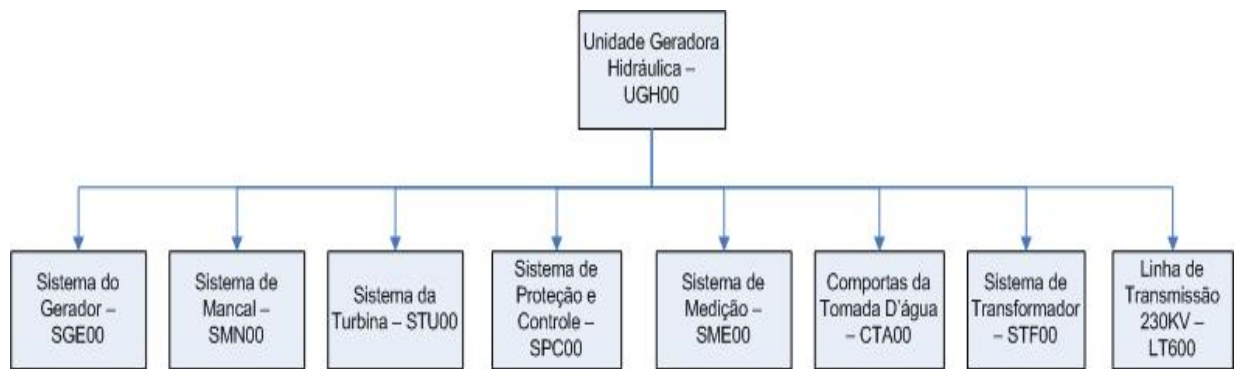 Unidade Geradora
Hidráulica –
UGH00
Sistema do
Gerador –
SGE00
Sistema de
Mancal –
SMN00
Sistema da
Turbina – STU00
Sistema de
Proteção e
Controle –
SPC00
Sistema de
Medição –
SME00
Comportas da
Tomada D'água
– CTA00
Sistema de
Transformador
– STF00
Linha de
Transmissão
230KV –
LT600